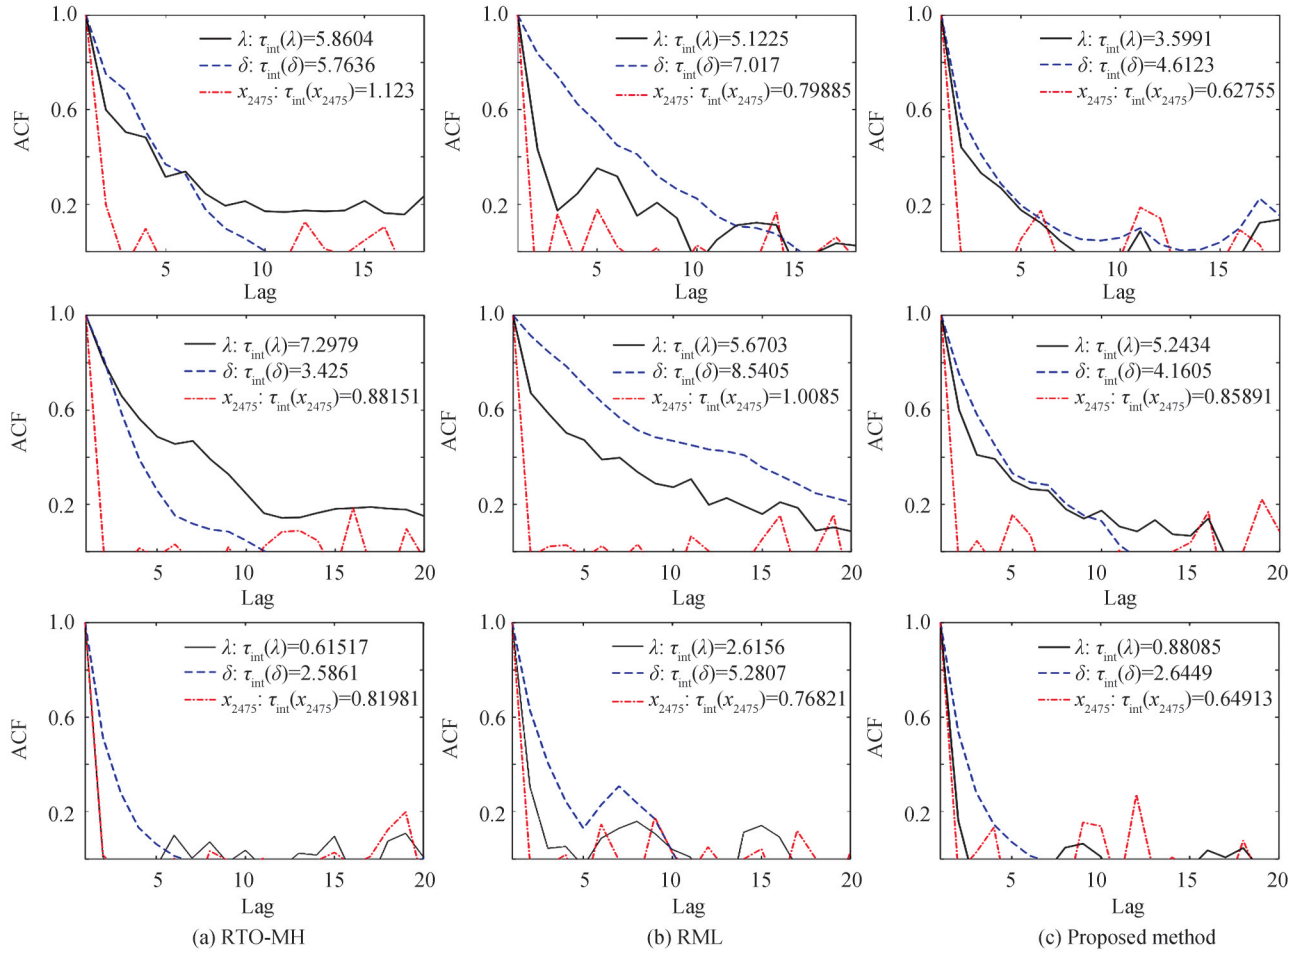 1.0
0.6
0.2
ACF
λ: τint(λ)=5.8604
δ: τint(δ)=5.7636
x2475: τint(x2475)=1.123
5 10 15
Lag
1.0
0.6
0.2
ACF
λ: τint(λ)=5.1225
δ: τint(δ)=7.017
x2475: τint(x2475)=0.79885
5 10 15
Lag
1.0
0.6
0.2
ACF
λ: τint(λ)=3.5991
δ: τint(δ)=4.6123
x2475: τint(x2475)=0.62755
5 10 15
Lag
1.0
0.6
0.2
ACF
λ: τint(λ)=7.2979
δ: τint(δ)=3.425
x2475: τint(x2475)=0.88151
5 10 15 20
Lag
1.0
0.6
0.2
ACF
λ: τint(λ)=5.6703
δ: τint(δ)=8.5405
x2475: τint(x2475)=1.0085
5 10 15 20
Lag
1.0
0.6
0.2
ACF
λ: τint(λ)=5.2434
δ: τint(δ)=4.1605
x2475: τint(x2475)=0.85891
5 10 15 20
Lag
1.0
0.6
0.2
ACF
λ: τint(λ)=0.61517
δ: τint(δ)=2.5861
x2475: τint(x2475)=0.81981
5 10 15 20
Lag
(a) RTO-MH
1.0
0.6
0.2
ACF
λ: τint(λ)=2.6156
δ: τint(δ)=5.2807
x2475: τint(x2475)=0.76821
5 10 15 20
Lag
(b) RML
1.0
0.6
0.2
ACF
λ: τint(λ)=0.88085
δ: τint(δ)=2.6449
x2475: τint(x2475)=0.64913
5 10 15 20
Lag
(c) Proposed method